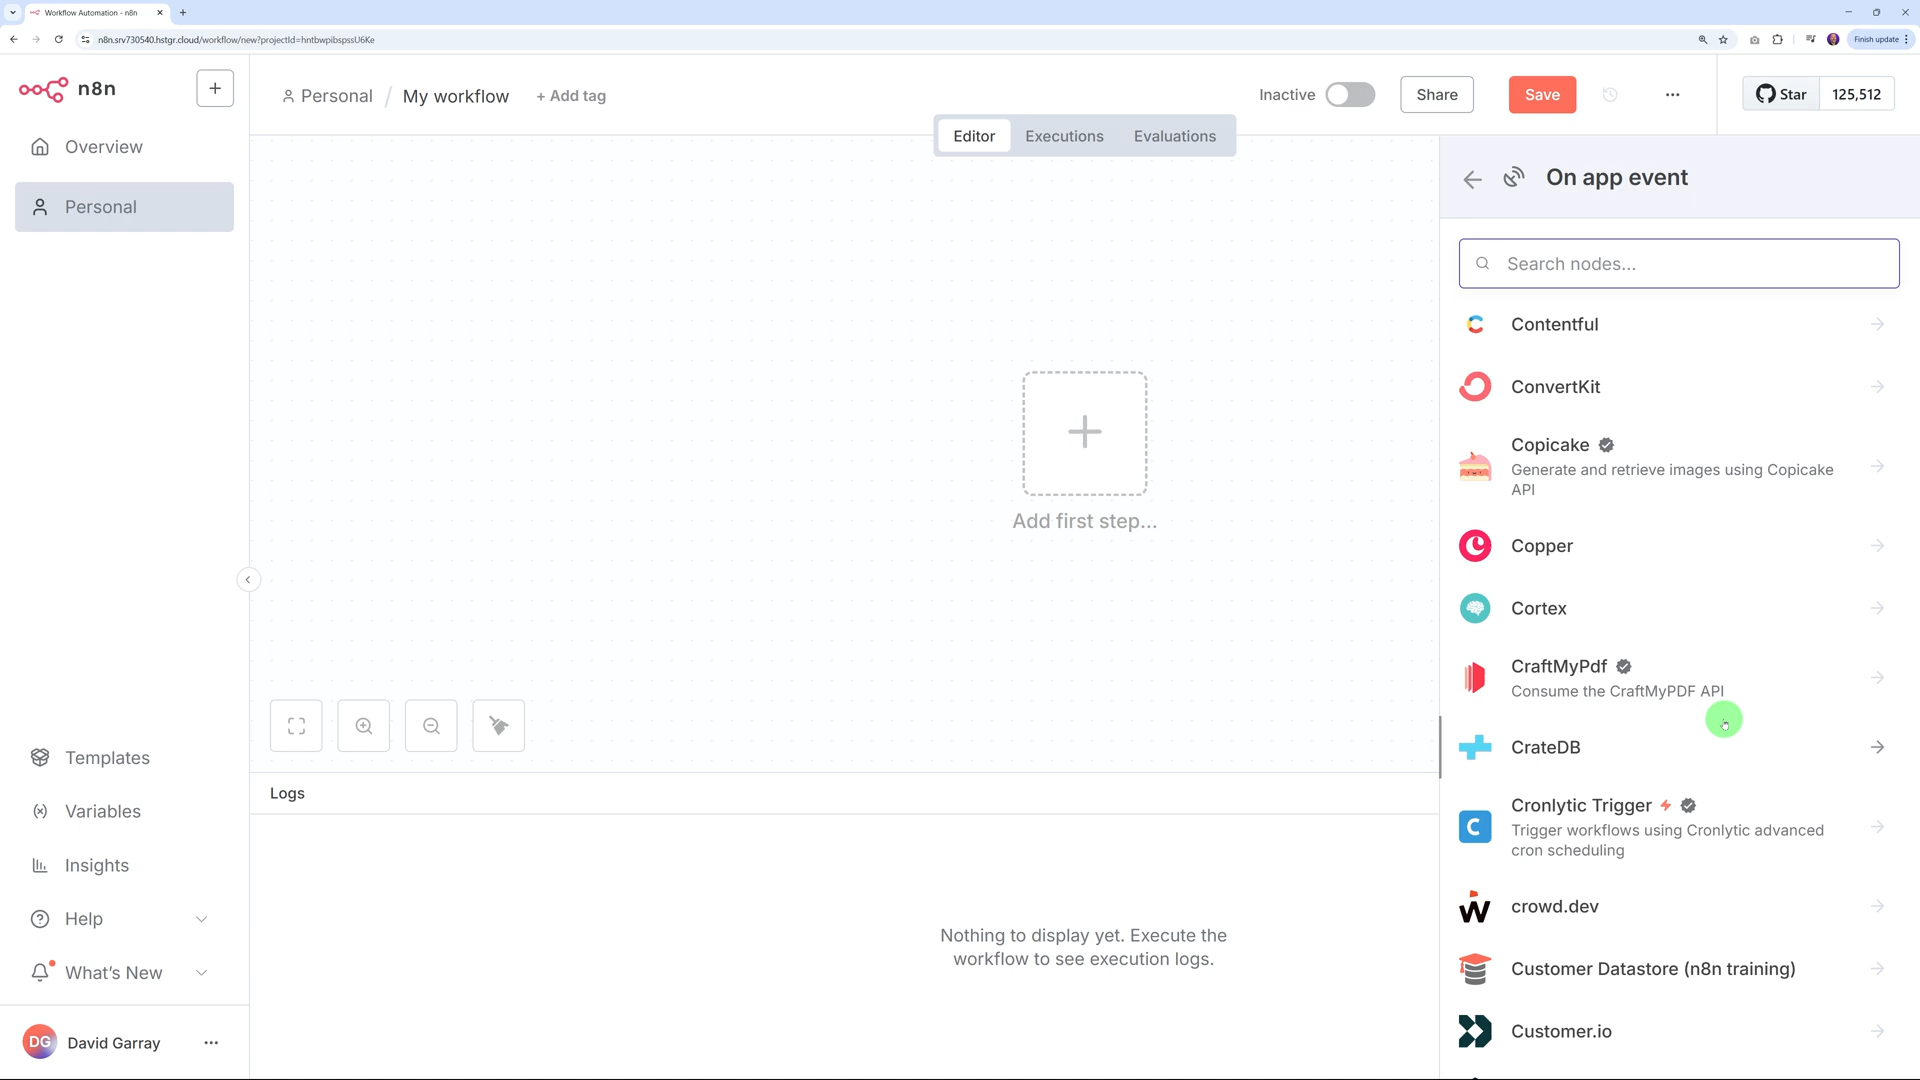 Workflow Automation - n8n
n8n.srv730540.hstgr.cloud/workflow/new?projectId=hntbwpibspssU6Ke
Finish update
n8n
Overview
Personal
Templates
Variables
Insights
Help
What's New
DG
David Garray
Personal / My workflow + Add tag
Inactive
Share
Save
Star 125,512
Editor Executions Evaluations
Add first step...
Logs
Nothing to display yet. Execute the
workflow to see execution logs.
On app event
Search nodes...
Contentful
ConvertKit
Copicake
Generate and retrieve images using Copicake
API
Copper
Cortex
CraftMyPdf
Consume the CraftMyPDF API
CrateDB
Cronlytic Trigger
Trigger workflows using Cronlytic advanced
cron scheduling
crowd.dev
Customer Datastore (n8n training)
Customer.io